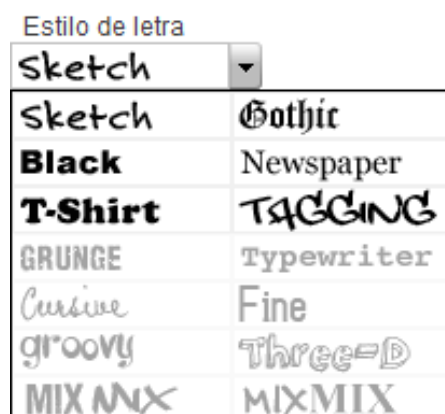 Estilo de letra
Sketch
Sketch Gothic
Black Newspaper
T-Shirt TAGGING
GRUNGE Typewriter
Cursive Fine
groovy Three-D
MIX MIX MIXMIX